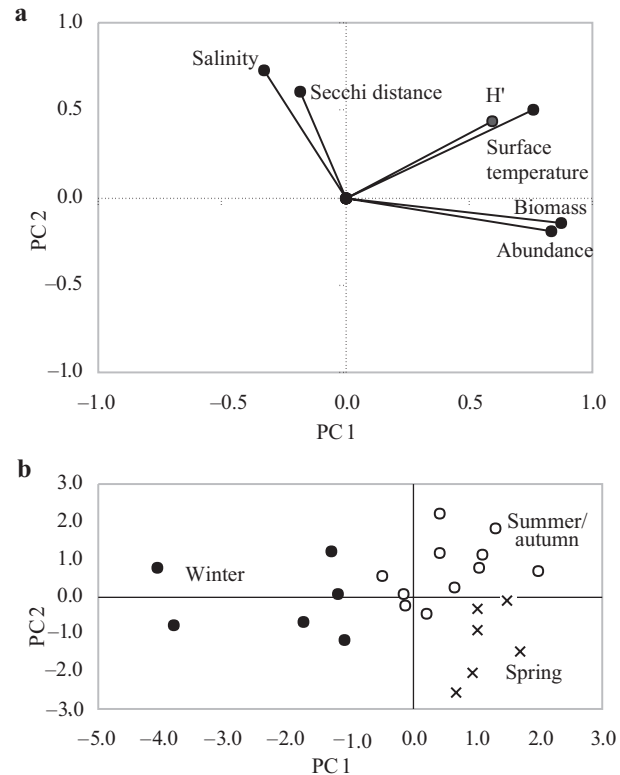 a
1.0
0.5
0.0
–0.5
–1.0
PC 2
Salinity
Secchi distance
H'
Surface
temperature
Biomass
Abundance
–1.0
–0.5
0.0
0.5
1.0
PC 1
b
3.0
2.0
1.0
0.0
–1.0
–2.0
–3.0
PC 2
Winter
Summer/
autumn
Spring
-5.0
-4.0
-3.0
-2.0
-1.0
0.0
1.0
2.0
3.0
PC 1